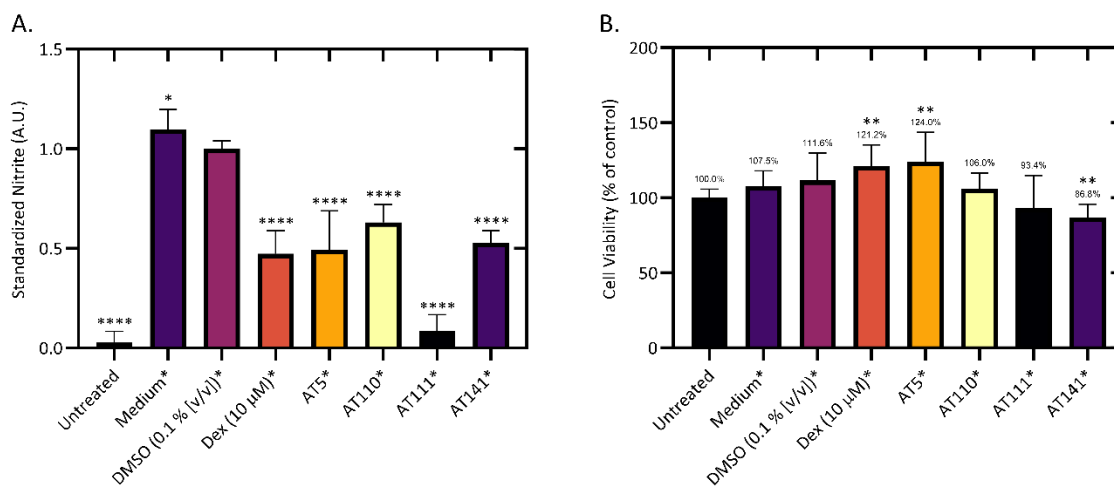 A.
Standardized Nitrite (A.U.)
1.5
1.0
0.5
0.0
****
*
****
****
****
****
****
Untreated
Medium*
DMSO (0.1 % [v/v])*
Dex (10 µM)*
AT5*
AT110*
AT111*
AT141*
B.
Cell Viability (% of control)
200
150
100
50
0
100.0%
107.5%
111.6%
**
121.2%
**
124.0%
106.0%
93.4%
**
86.8%
Untreated
Medium*
DMSO (0.1 % [v/v])*
Dex (10 µM)*
AT5*
AT110*
AT111*
AT141*